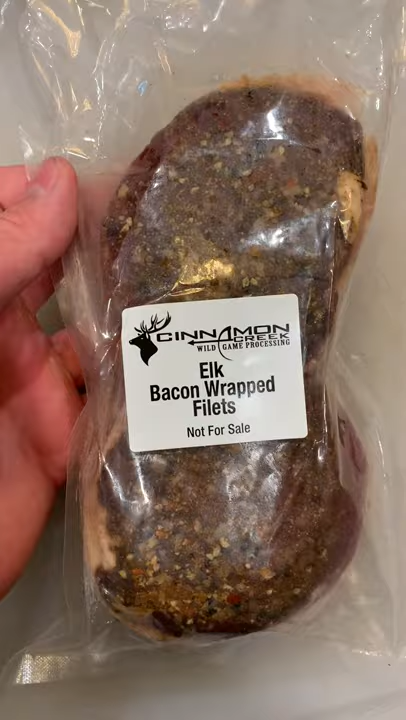 CINNAMON
CREEK
WILD GAME PROCESSING
Elk
Bacon Wrapped
Filets
Not For Sale